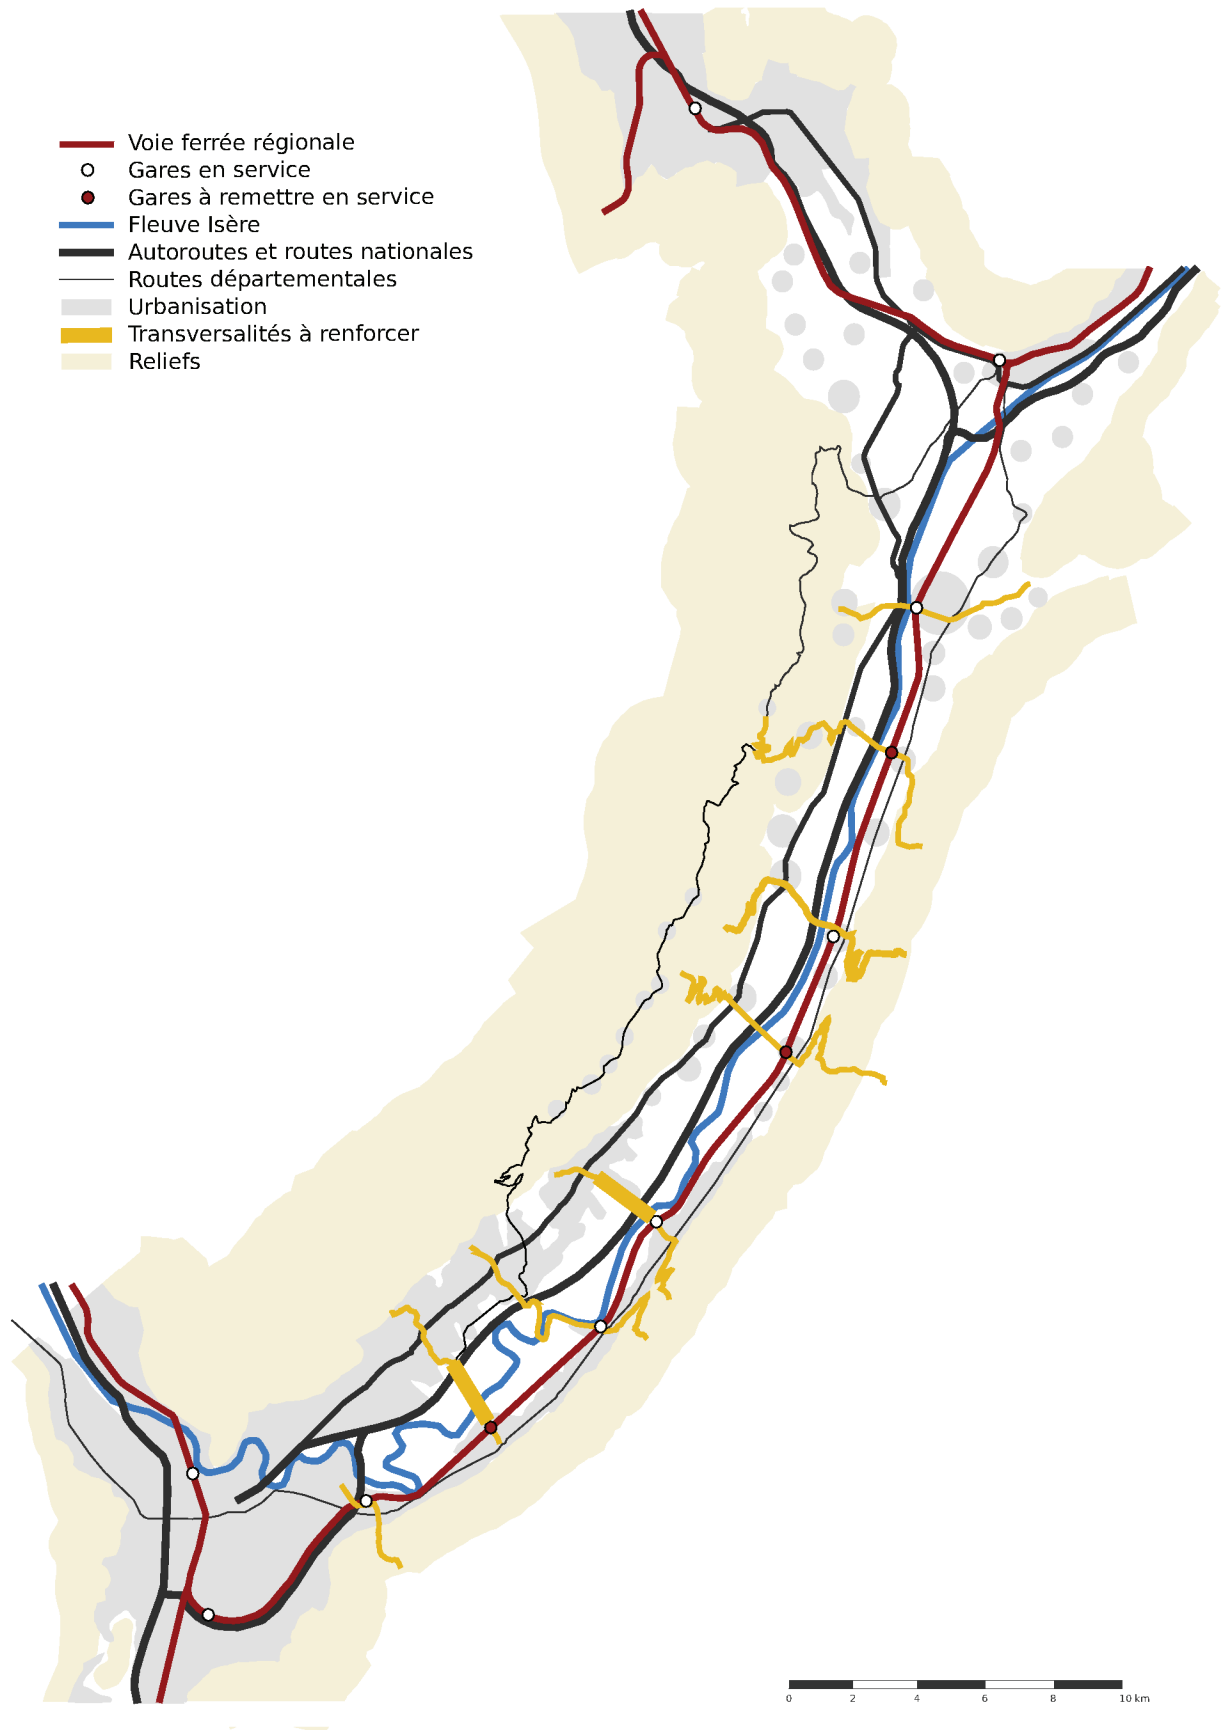 Voie ferrée régionale
Gares en service
Gares à remettre en service
Fleuve Isère
Autoroutes et routes nationales
Routes départementales
Urbanisation
Transversalités à renforcer
Reliefs
0 2 4 6 8 10 km